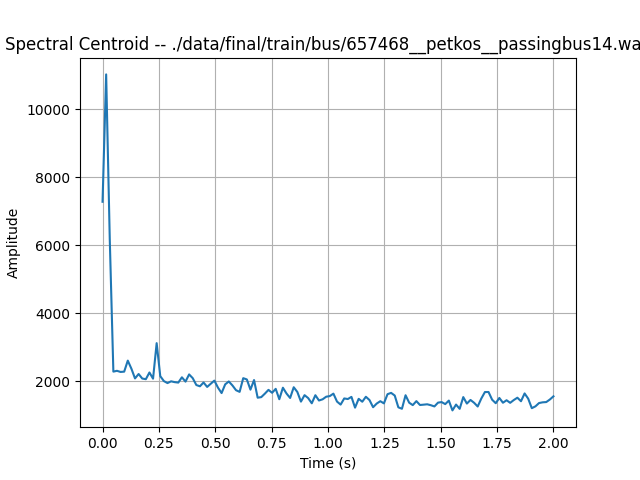 Spectral Centroid -- ./data/final/train/bus/657468__petkos__passingbus14.wa
10000
8000
6000
4000
2000
Amplitude
0.00 0.25 0.50 0.75 1.00 1.25 1.50 1.75 2.00
Time (s)